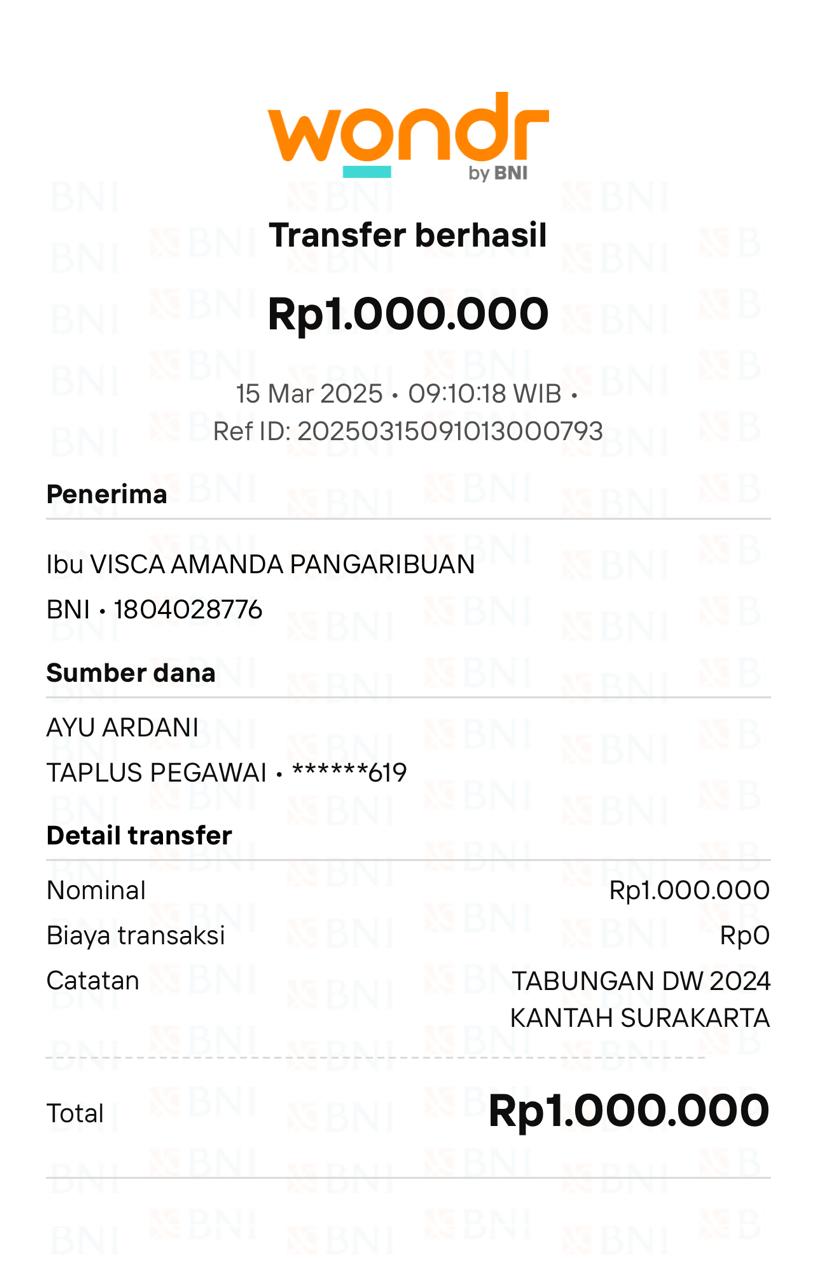 wondr
by BNI
Transfer berhasil
Rp1.000.000
15 Mar 2025 • 09:10:18 WIB •
Ref ID: 20250315091013000793
Penerima
Ibu VISCA AMANDA PANGARIBUAN
BNI • 1804028776
Sumber dana
AYU ARDANI
TAPLUS PEGAWAI • ******619
Detail transfer
Nominal Rp1.000.000
Biaya transaksi Rp0
Catatan TABUNGAN DW 2024
KANTAH SURAKARTA
Total Rp1.000.000